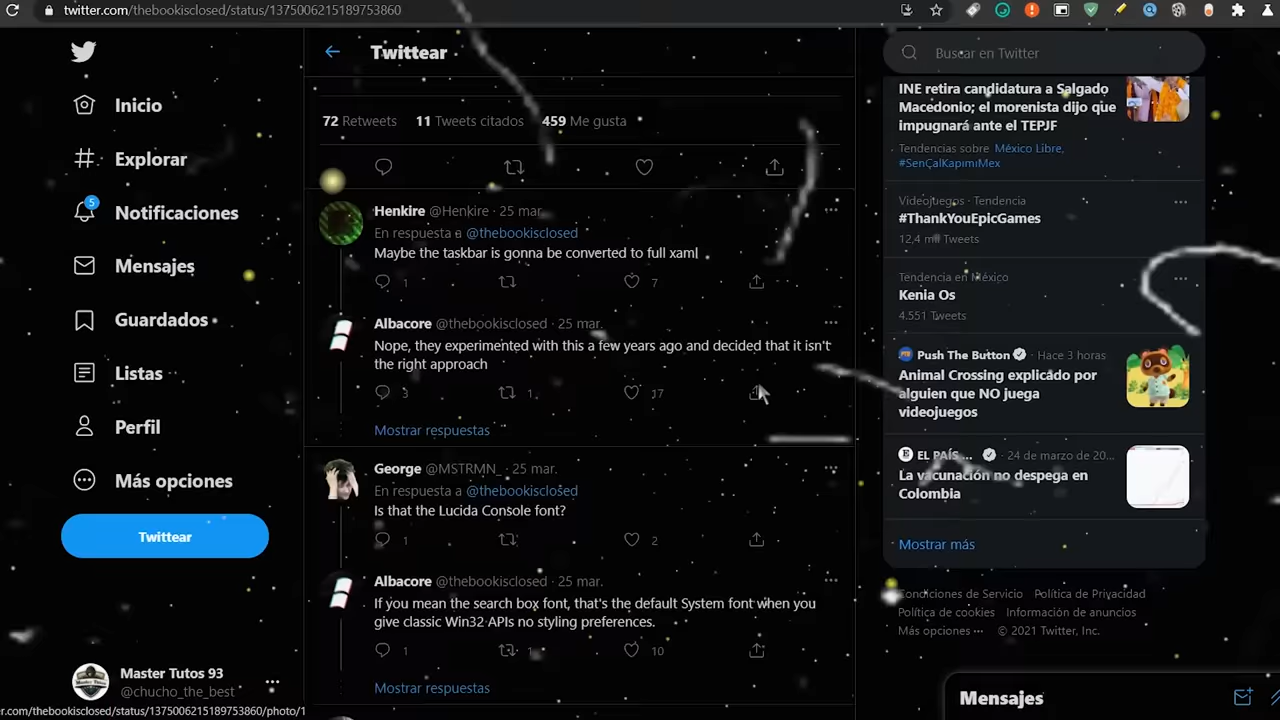 twitter.com/thebookisclosed/status/1375006215189753860
Inicio
Explorar
5
Notificaciones
Mensajes
Guardados
Listas
Perfil
Más opciones
Twittear
Master Tutos 93
@chucho_the_best
er.com/thebookisclosed/status/1375006215189753860/photo/1
Twittear
72 Retweets 11 Tweets citados 459 Me gusta
Henkire @Henkire · 25 mar.
En respuesta a @thebookisclosed
Maybe the taskbar is gonna be converted to full xaml
1 7
Albacore @thebookisclosed · 25 mar.
Nope, they experimented with this a few years ago and decided that it isn't
the right approach
3 1 17
Mostrar respuestas
George @MSTRMN_ · 25 mar.
En respuesta a @thebookisclosed
Is that the Lucida Console font?
1 2
Albacore @thebookisclosed · 25 mar.
If you mean the search box font, that's the default System font when you
give classic Win32 APIs no styling preferences.
1 10
Mostrar respuestas
Buscar en Twitter
INE retira candidatura a Salgado
Macedonio; el morenista dijo que
impugnará ante el TEPJF
Tendencias sobre México Libre,
#SenÇalKapımıMex
Videojuegos · Tendencia
#ThankYouEpicGames
12,4 mil Tweets
Tendencia en México
Kenia Os
4.551 Tweets
Push The Button · Hace 3 horas
Animal Crossing explicado por
alguien que NO juega
videojuegos
EL PAÍS... · 24 de marzo de 20...
La vacunación no despega en
Colombia
Mostrar más
Condiciones de Servicio Política de Privacidad
Política de cookies Información de anuncios
Más opciones ··· © 2021 Twitter, Inc.
Mensajes